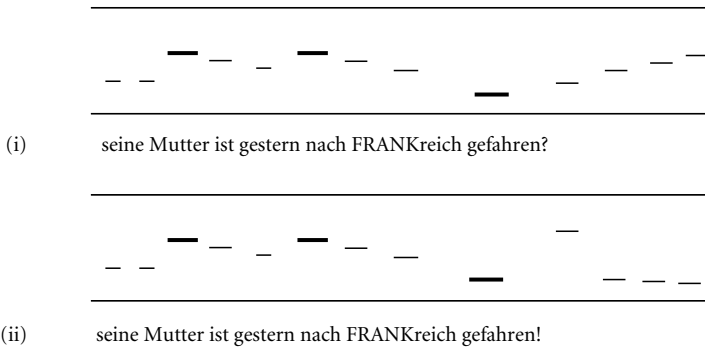 (i) seine Mutter ist gestern nach FRANKreich gefahren?
(ii) seine Mutter ist gestern nach FRANKreich gefahren!